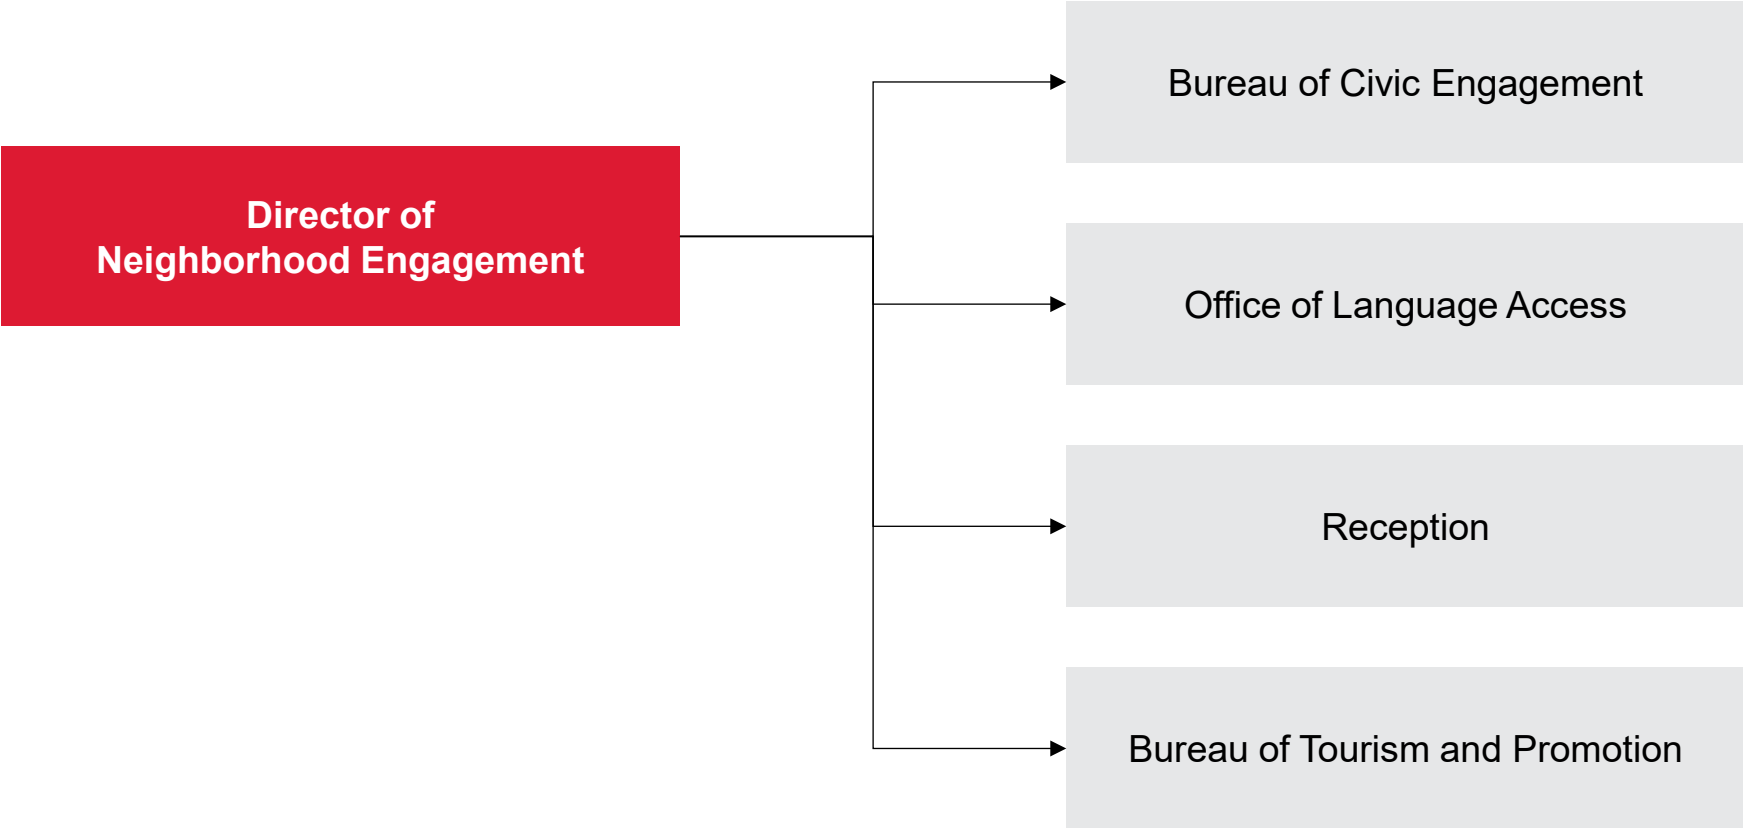 Director of
Neighborhood Engagement
Bureau of Civic Engagement
Office of Language Access
Reception
Bureau of Tourism and Promotion